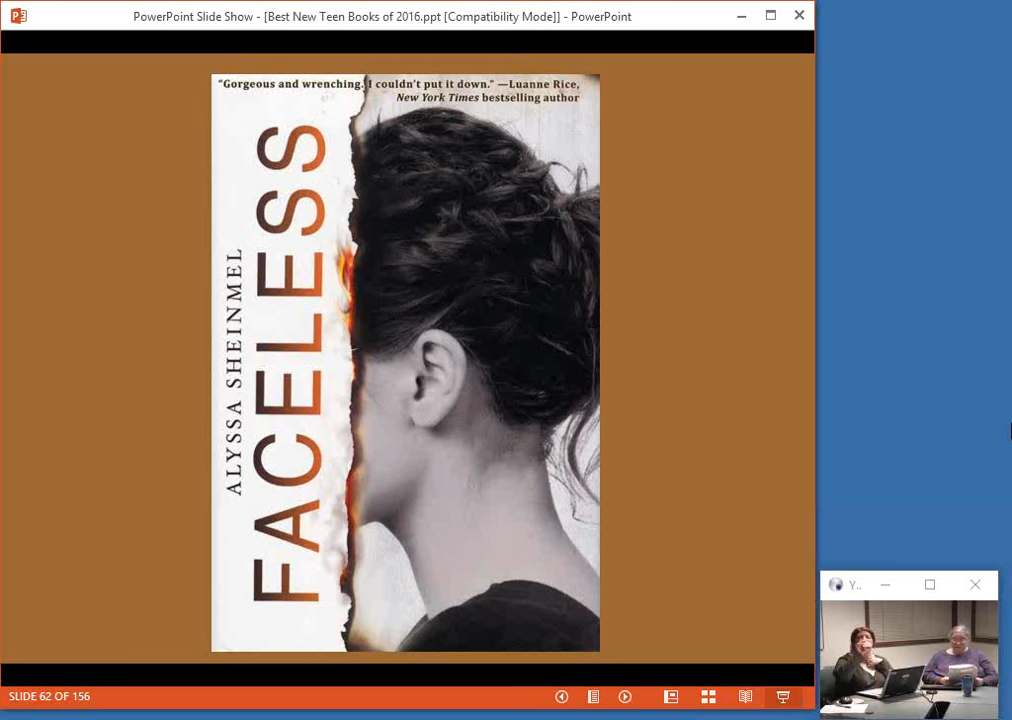 PowerPoint Slide Show - [Best New Teen Books of 2016.ppt [Compatibility Mode]] - PowerPoint
"Gorgeous and wrenching. I couldn't put it down." —Luanne Rice,
New York Times bestselling author
ALYSSA SHEINMEL
FACELESS
Y..
SLIDE 62 OF 156